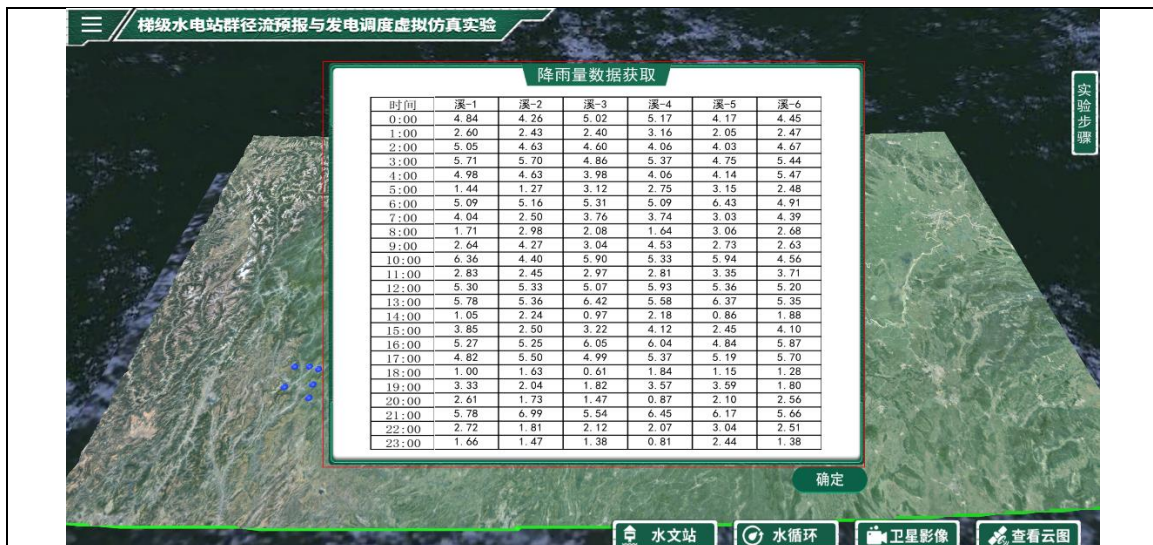 梯级水电站群径流预报与发电调度虚拟仿真实验
降雨量数据获取
实验步骤
时间 溪-1 溪-2 溪-3 溪-4 溪-5 溪-6
0:00 4.84 4.26 5.02 5.17 4.17 4.45
1:00 2.60 2.43 2.40 3.16 2.05 2.47
2:00 5.05 4.63 4.60 4.06 4.03 4.67
3:00 5.71 5.70 4.86 5.37 4.75 5.44
4:00 4.98 4.63 3.98 4.06 4.14 5.47
5:00 1.44 1.27 3.12 2.75 3.15 2.48
6:00 5.09 5.16 5.31 5.09 6.43 4.91
7:00 4.04 2.50 3.76 3.74 3.03 4.39
8:00 1.71 2.98 2.08 1.64 3.06 2.68
9:00 2.64 4.27 3.04 4.53 2.73 2.63
10:00 6.36 4.40 5.90 5.33 5.94 4.56
11:00 2.83 2.45 2.97 2.81 3.35 3.71
12:00 5.30 5.33 5.07 5.93 5.36 5.20
13:00 5.78 5.36 6.42 5.58 6.37 5.35
14:00 1.05 2.24 0.97 2.18 0.86 1.88
15:00 3.85 2.50 3.22 4.12 2.45 4.10
16:00 5.27 5.25 6.05 6.04 4.84 5.87
17:00 4.82 5.50 4.99 5.37 5.19 5.70
18:00 1.00 1.63 0.61 1.84 1.15 1.28
19:00 3.33 2.04 1.82 3.57 3.59 1.80
20:00 2.61 1.73 1.47 0.87 2.10 2.56
21:00 5.78 6.99 5.54 6.45 6.17 5.66
22:00 2.72 1.81 2.12 2.07 3.04 2.51
23:00 1.66 1.47 1.38 0.81 2.44 1.38
确定
水文站 水循环 卫星影像 查看云图